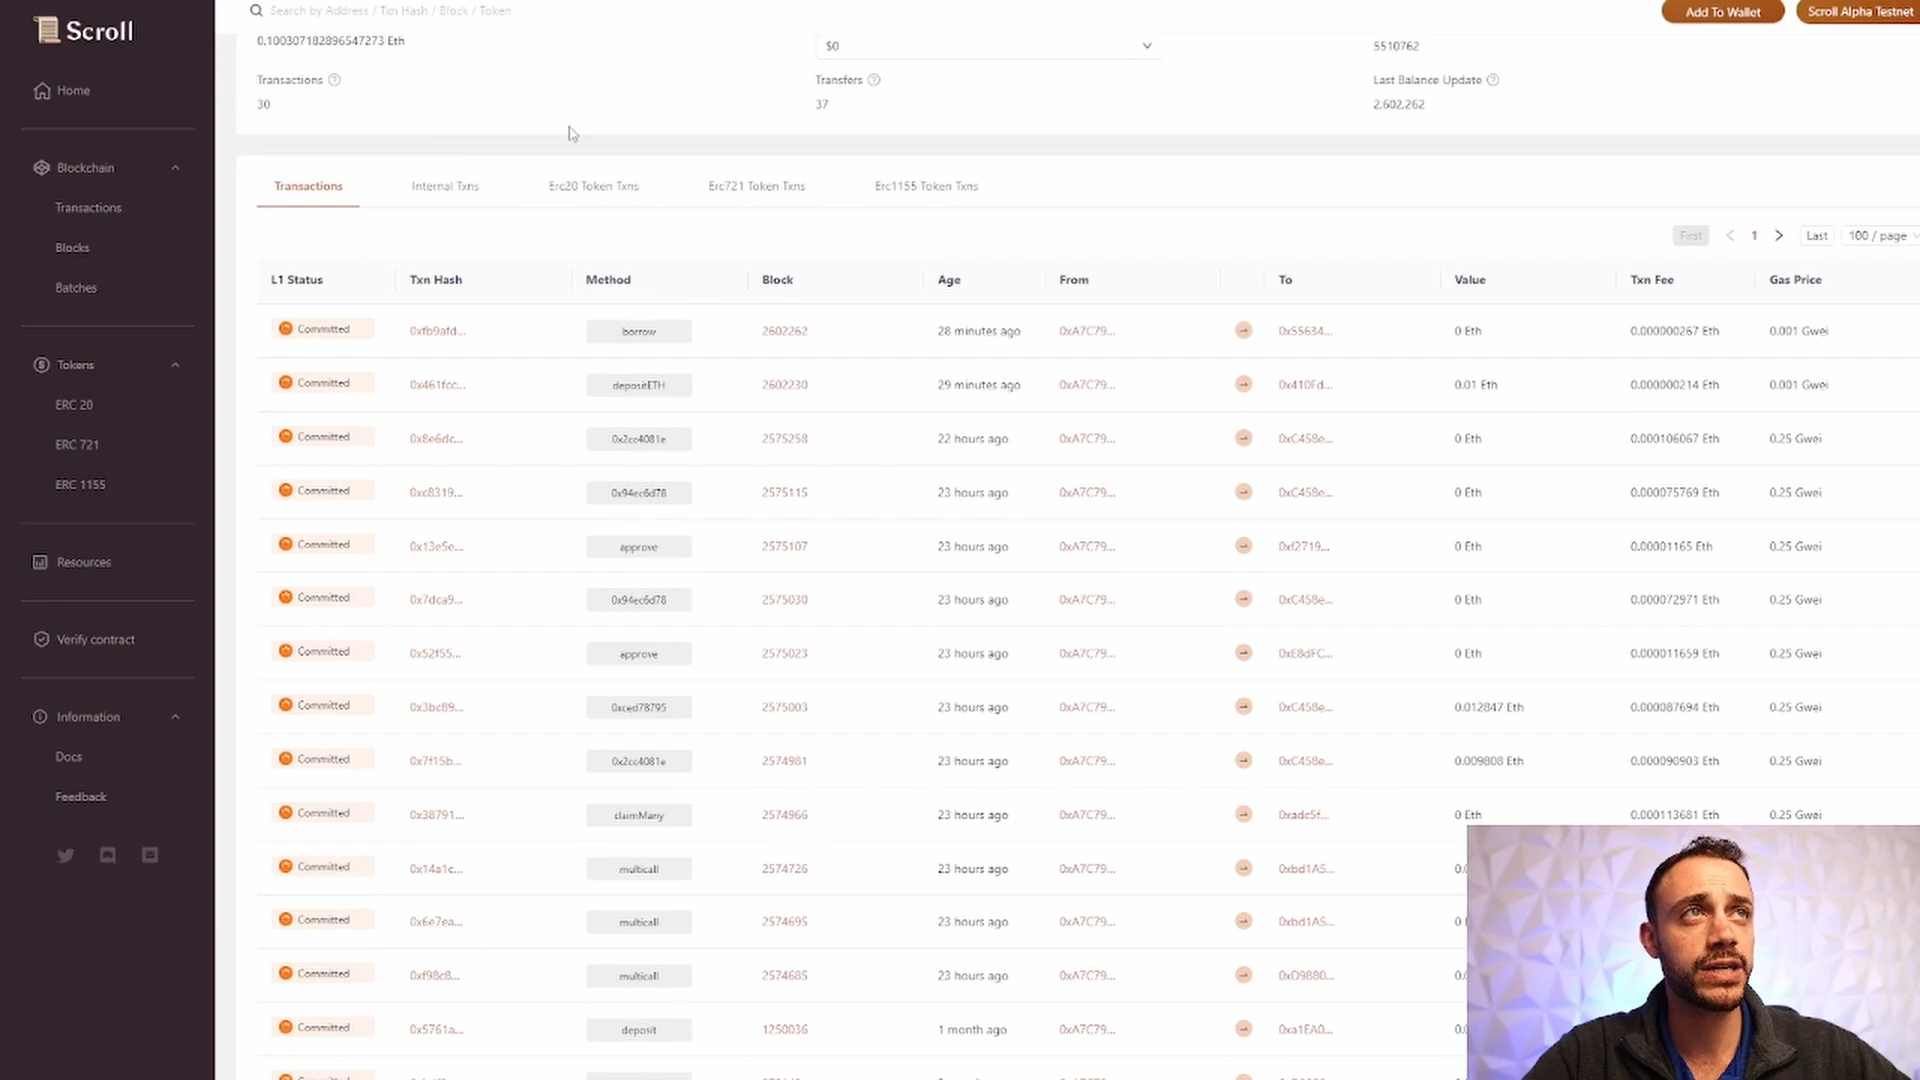 Scroll
Search by Address / Txn Hash / Block / Token
Add To Wallet
Scroll Alpha Testnet
0.100307182896547273 Eth
$0
5510762
Transactions
Transfers
Last Balance Update
30
37
2,602,262
Home
Blockchain
Transactions
Blocks
Batches
Tokens
ERC 20
ERC 721
ERC 1155
Resources
Verify contract
Information
Docs
Feedback
Transactions Internal Txns Erc20 Token Txns Erc721 Token Txns Erc1155 Token Txns
First 1 Last 100 / page
L1 Status Txn Hash Method Block Age From To Value Txn Fee Gas Price
Committed 0xfb9afd... borrow 2602262 28 minutes ago 0xA7C79... 0x55634... 0 Eth 0.000000267 Eth 0.001 Gwei
Committed 0x461fcc... depositETH 2602230 29 minutes ago 0xA7C79... 0x410Fd... 0.01 Eth 0.000000214 Eth 0.001 Gwei
Committed 0x8e6dc... 0x2cc4081e 2575258 22 hours ago 0xA7C79... 0xC458e... 0 Eth 0.000106067 Eth 0.25 Gwei
Committed 0xc8319... 0x94ec6d78 2575115 23 hours ago 0xA7C79... 0xC458e... 0 Eth 0.000075769 Eth 0.25 Gwei
Committed 0x13e5e... approve 2575107 23 hours ago 0xA7C79... 0xf2719... 0 Eth 0.00001165 Eth 0.25 Gwei
Committed 0x7dca9... 0x94ec6d78 2575030 23 hours ago 0xA7C79... 0xC458e... 0 Eth 0.000072971 Eth 0.25 Gwei
Committed 0x52f55... approve 2575023 23 hours ago 0xA7C79... 0xE8dFC... 0 Eth 0.000011659 Eth 0.25 Gwei
Committed 0x3bc89... 0xced78795 2575003 23 hours ago 0xA7C79... 0xC458e... 0.012847 Eth 0.000087694 Eth 0.25 Gwei
Committed 0x7f15b... 0x2cc4081e 2574981 23 hours ago 0xA7C79... 0xC458e... 0.009808 Eth 0.000090903 Eth 0.25 Gwei
Committed 0x38791... claimMany 2574966 23 hours ago 0xA7C79... 0xadc5f... 0 Eth 0.000113681 Eth 0.25 Gwei
Committed 0x14a1c... multicall 2574726 23 hours ago 0xA7C79... 0xbd1A5... 0.
Committed 0x6e7ea... multicall 2574695 23 hours ago 0xA7C79... 0xbd1A5... 0
Committed 0xf98c8... multicall 2574685 23 hours ago 0xA7C79... 0xD9880... 0.
Committed 0x5761a... deposit 1250036 1 month ago 0xA7C79... 0xa1EA0... 0.